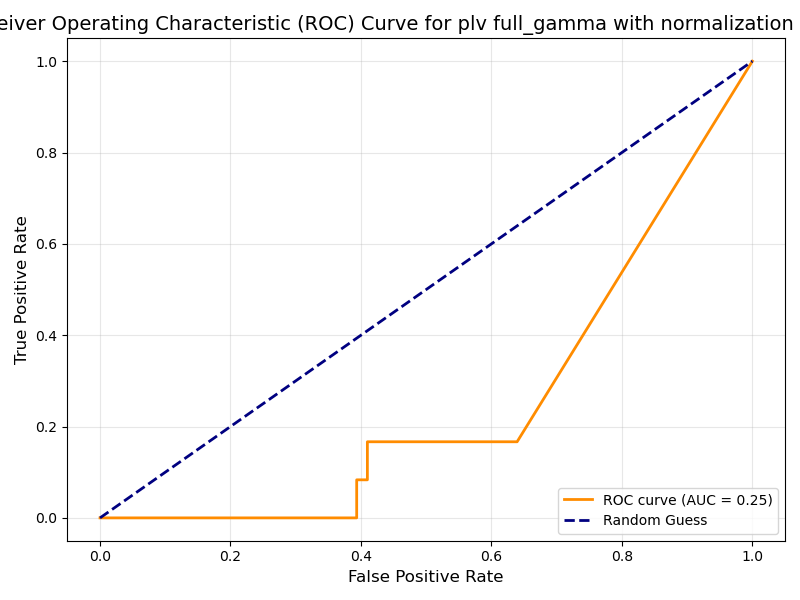 eiver Operating Characteristic (ROC) Curve for plv full_gamma with normalization
1.0
0.8
0.6
0.4
0.2
0.0
True Positive Rate
0.0 0.2 0.4 0.6 0.8 1.0
False Positive Rate
ROC curve (AUC = 0.25)
Random Guess